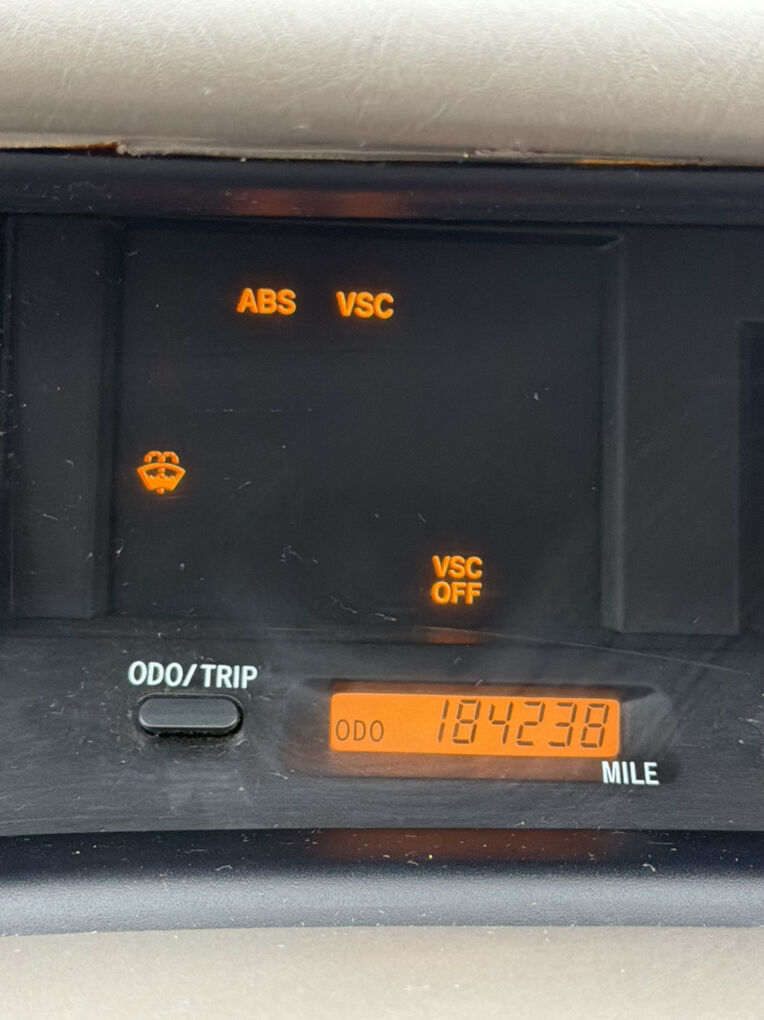 ABS VSC
VSC
OFF
ODO/TRIP
ODO 184238
MILE